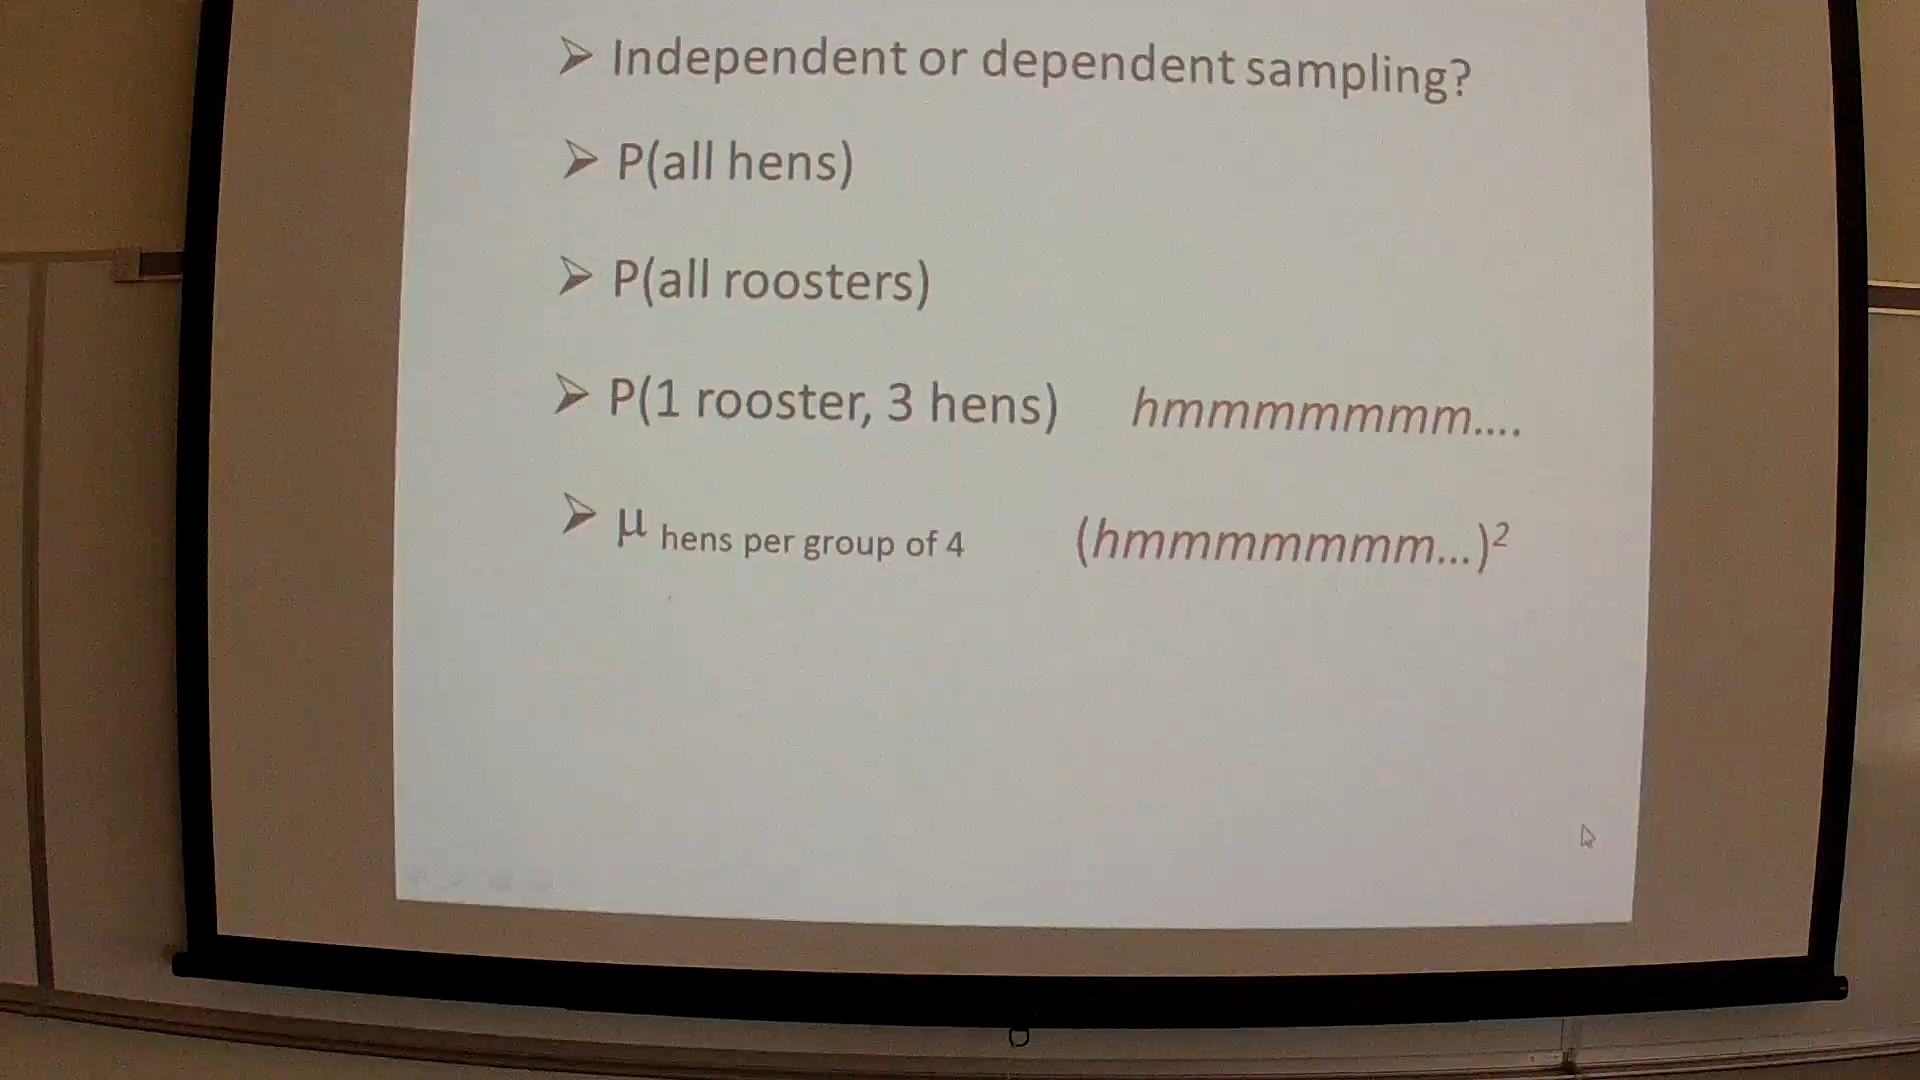 ➢ Independent or dependent sampling?
➢ P(all hens)
➢ P(all roosters)
➢ P(1 rooster, 3 hens) hmmmmmmm....
➢ μ hens per group of 4 (hmmmmmmm...)²